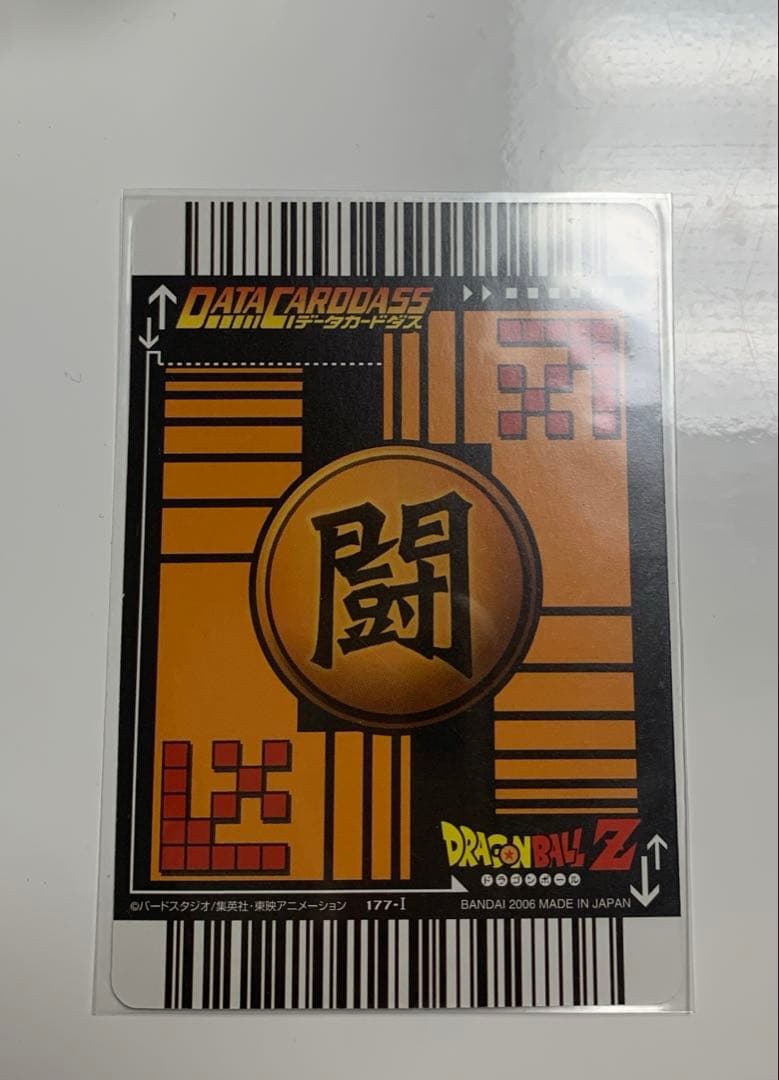 DATACARDDASS
データカードダス
闘
DRAGONBALL Z
ドラゴンボール
©バードスタジオ/集英社・東映アニメーション 177-I BANDAI 2006 MADE IN JAPAN